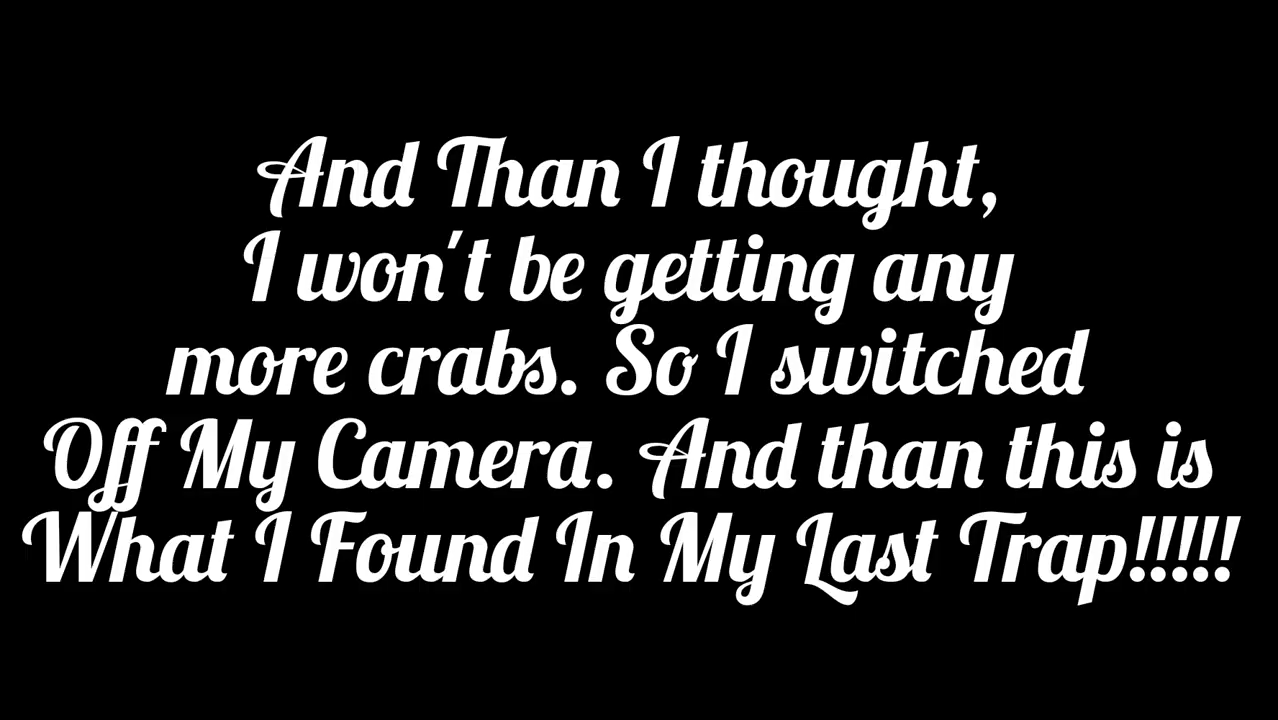 And Than I thought,
I won't be getting any
more crabs. So I switched
Off My Camera. And than this is
What I Found In My Last Trap!!!!!